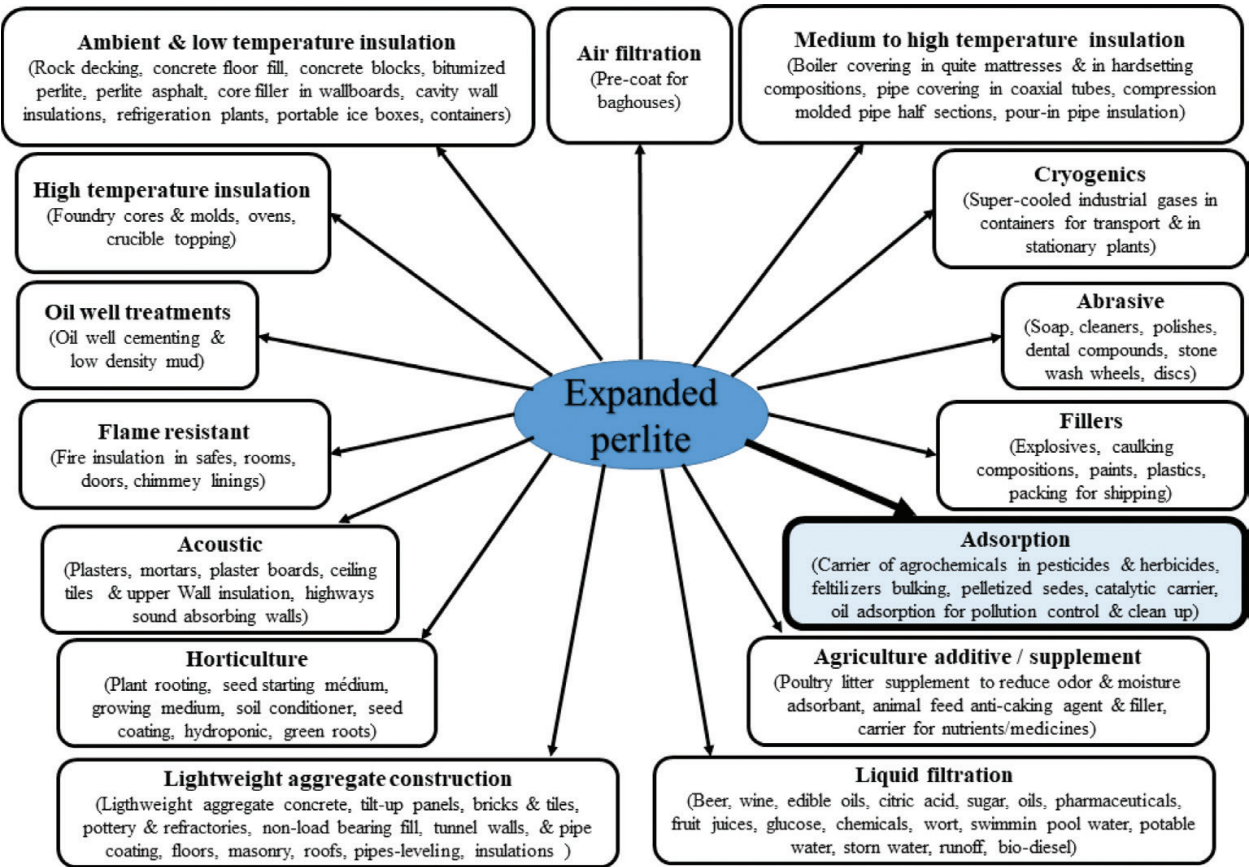 Ambient & low temperature insulation
(Rock decking, concrete floor fill, concrete blocks, bitumized
perlite, perlite asphalt, core filler in wallboards, cavity wall
insulations, refrigeration plants, portable ice boxes, containers)
Air filtration
(Pre-coat for
baghouses)
Medium to high temperature insulation
(Boiler covering in quite mattresses & in hardsetting
compositions, pipe covering in coaxial tubes, compression
molded pipe half sections, pour-in pipe insulation)
High temperature insulation
(Foundry cores & molds, ovens,
crucible topping)
Cryogenics
(Super-cooled industrial gases in
containers for transport & in
stationary plants)
Oil well treatments
(Oil well cementing &
low density mud)
Abrasive
(Soap, cleaners, polishes,
dental compounds, stone
wash wheels, discs)
Expanded
perlite
Flame resistant
(Fire insulation in safes, rooms,
doors, chimmey linings)
Fillers
(Explosives, caulking
compositions, paints, plastics,
packing for shipping)
Acoustic
(Plasters, mortars, plaster boards, ceiling
tiles & upper Wall insulation, highways
sound absorbing walls)
Adsorption
(Carrier of agrochemicals in pesticides & herbicides,
feltilizers bulking, pelletized sedes, catalytic carrier,
oil adsorption for pollution control & clean up)
Horticulture
(Plant rooting, seed starting médium,
growing medium, soil conditioner, seed
coating, hydroponic, green roots)
Agriculture additive / supplement
(Poultry litter supplement to reduce odor & moisture
adsorbant, animal feed anti-caking agent & filler,
carrier for nutrients/medicines)
Lightweight aggregate construction
(Ligthweight aggregate concrete, tilt-up panels, bricks & tiles,
pottery & refractories, non-load bearing fill, tunnel walls, & pipe
coating, floors, masonry, roofs, pipes-leveling, insulations )
Liquid filtration
(Beer, wine, edible oils, citric acid, sugar, oils, pharmaceuticals,
fruit juices, glucose, chemicals, wort, swimmin pool water, potable
water, storn water, runoff, bio-diesel)